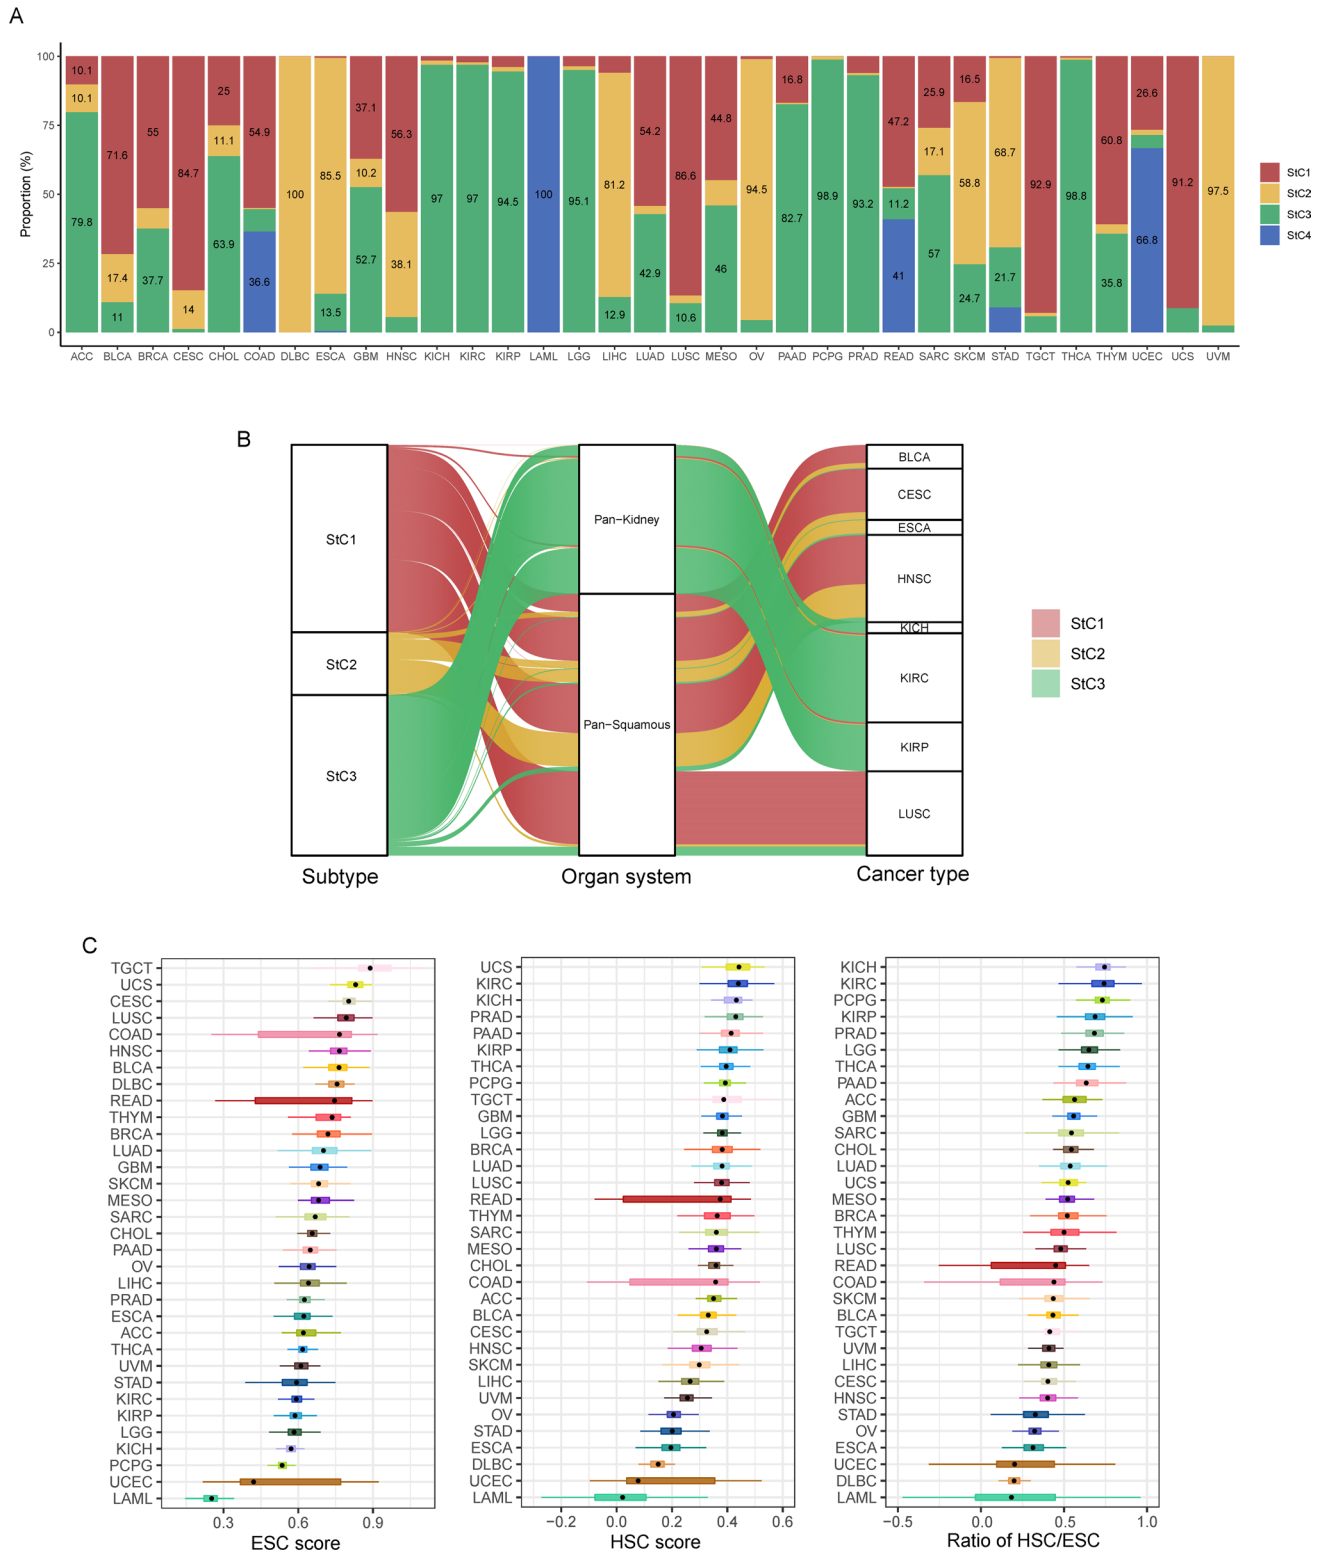 A
Proportion (%)
100
75
50
25
0
10.1
10.1
79.8
71.6
17.4
11
55
37.7
84.7
14
25
11.1
63.9
54.9
36.6
100
85.5
13.5
37.1
10.2
52.7
56.3
38.1
97
97
94.5
100
95.1
81.2
12.9
54.2
42.9
86.6
10.6
44.8
46
94.5
16.8
82.7
98.9
93.2
47.2
11.2
41
25.9
17.1
57
16.5
58.8
24.7
68.7
21.7
92.9
98.8
60.8
35.8
26.6
66.8
91.2
97.5
ACC BLCA BRCA CESC CHOL COAD DLBC ESCA GBM HNSC KICH KIRC KIRP LAML LGG LIHC LUAD LUSC MESO OV PAAD PCPG PRAD READ SARC SKCM STAD TGCT THCA THYM UCEC UCS UVM
StC1
StC2
StC3
StC4
B
StC1
StC2
StC3
Pan−Kidney
Pan−Squamous
BLCA
CESC
ESCA
HNSC
KICH
KIRC
KIRP
LUSC
Subtype
Organ system
Cancer type
StC1
StC2
StC3
C
TGCT
UCS
CESC
LUSC
COAD
HNSC
BLCA
DLBC
READ
THYM
BRCA
LUAD
GBM
SKCM
MESO
SARC
CHOL
PAAD
OV
LIHC
PRAD
ESCA
ACC
THCA
UVM
STAD
KIRC
KIRP
LGG
KICH
PCPG
UCEC
LAML
0.3 0.6 0.9
ESC score
UCS
KIRC
KICH
PRAD
PAAD
KIRP
THCA
PCPG
TGCT
GBM
LGG
BRCA
LUAD
LUSC
READ
THYM
SARC
MESO
CHOL
COAD
ACC
BLCA
CESC
HNSC
SKCM
LIHC
UVM
OV
STAD
ESCA
DLBC
UCEC
LAML
−0.2 0.0 0.2 0.4 0.6
HSC score
KICH
KIRC
PCPG
KIRP
PRAD
LGG
THCA
PAAD
ACC
GBM
SARC
CHOL
LUAD
UCS
MESO
BRCA
THYM
LUSC
READ
COAD
SKCM
BLCA
TGCT
UVM
LIHC
CESC
HNSC
STAD
OV
ESCA
UCEC
DLBC
LAML
−0.5 0.0 0.5 1.0
Ratio of HSC/ESC